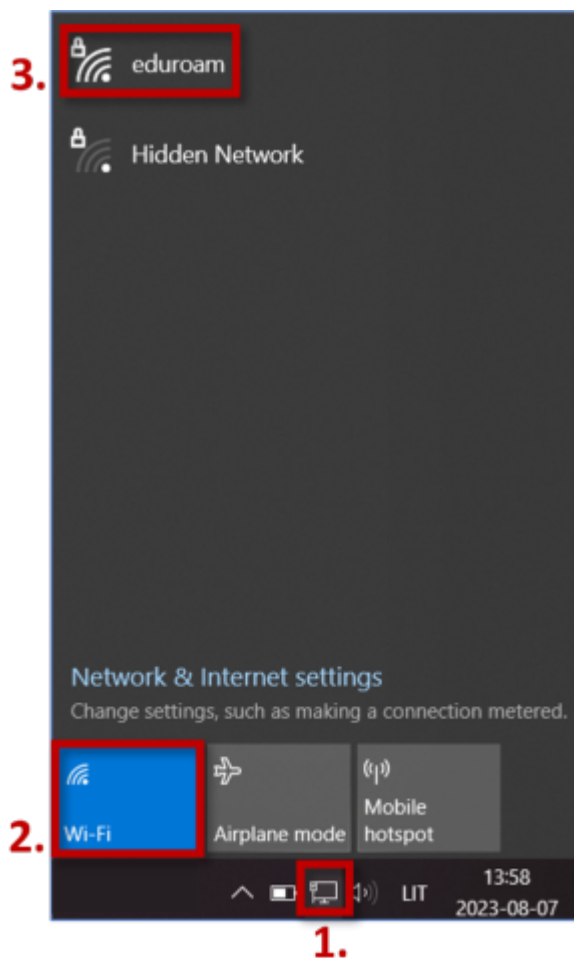 3.
eduroam
Hidden Network
Network & Internet settings
Change settings, such as making a connection metered.
2.
Wi-Fi
Airplane mode
Mobile
hotspot
LIT
13:58
2023-08-07
1.